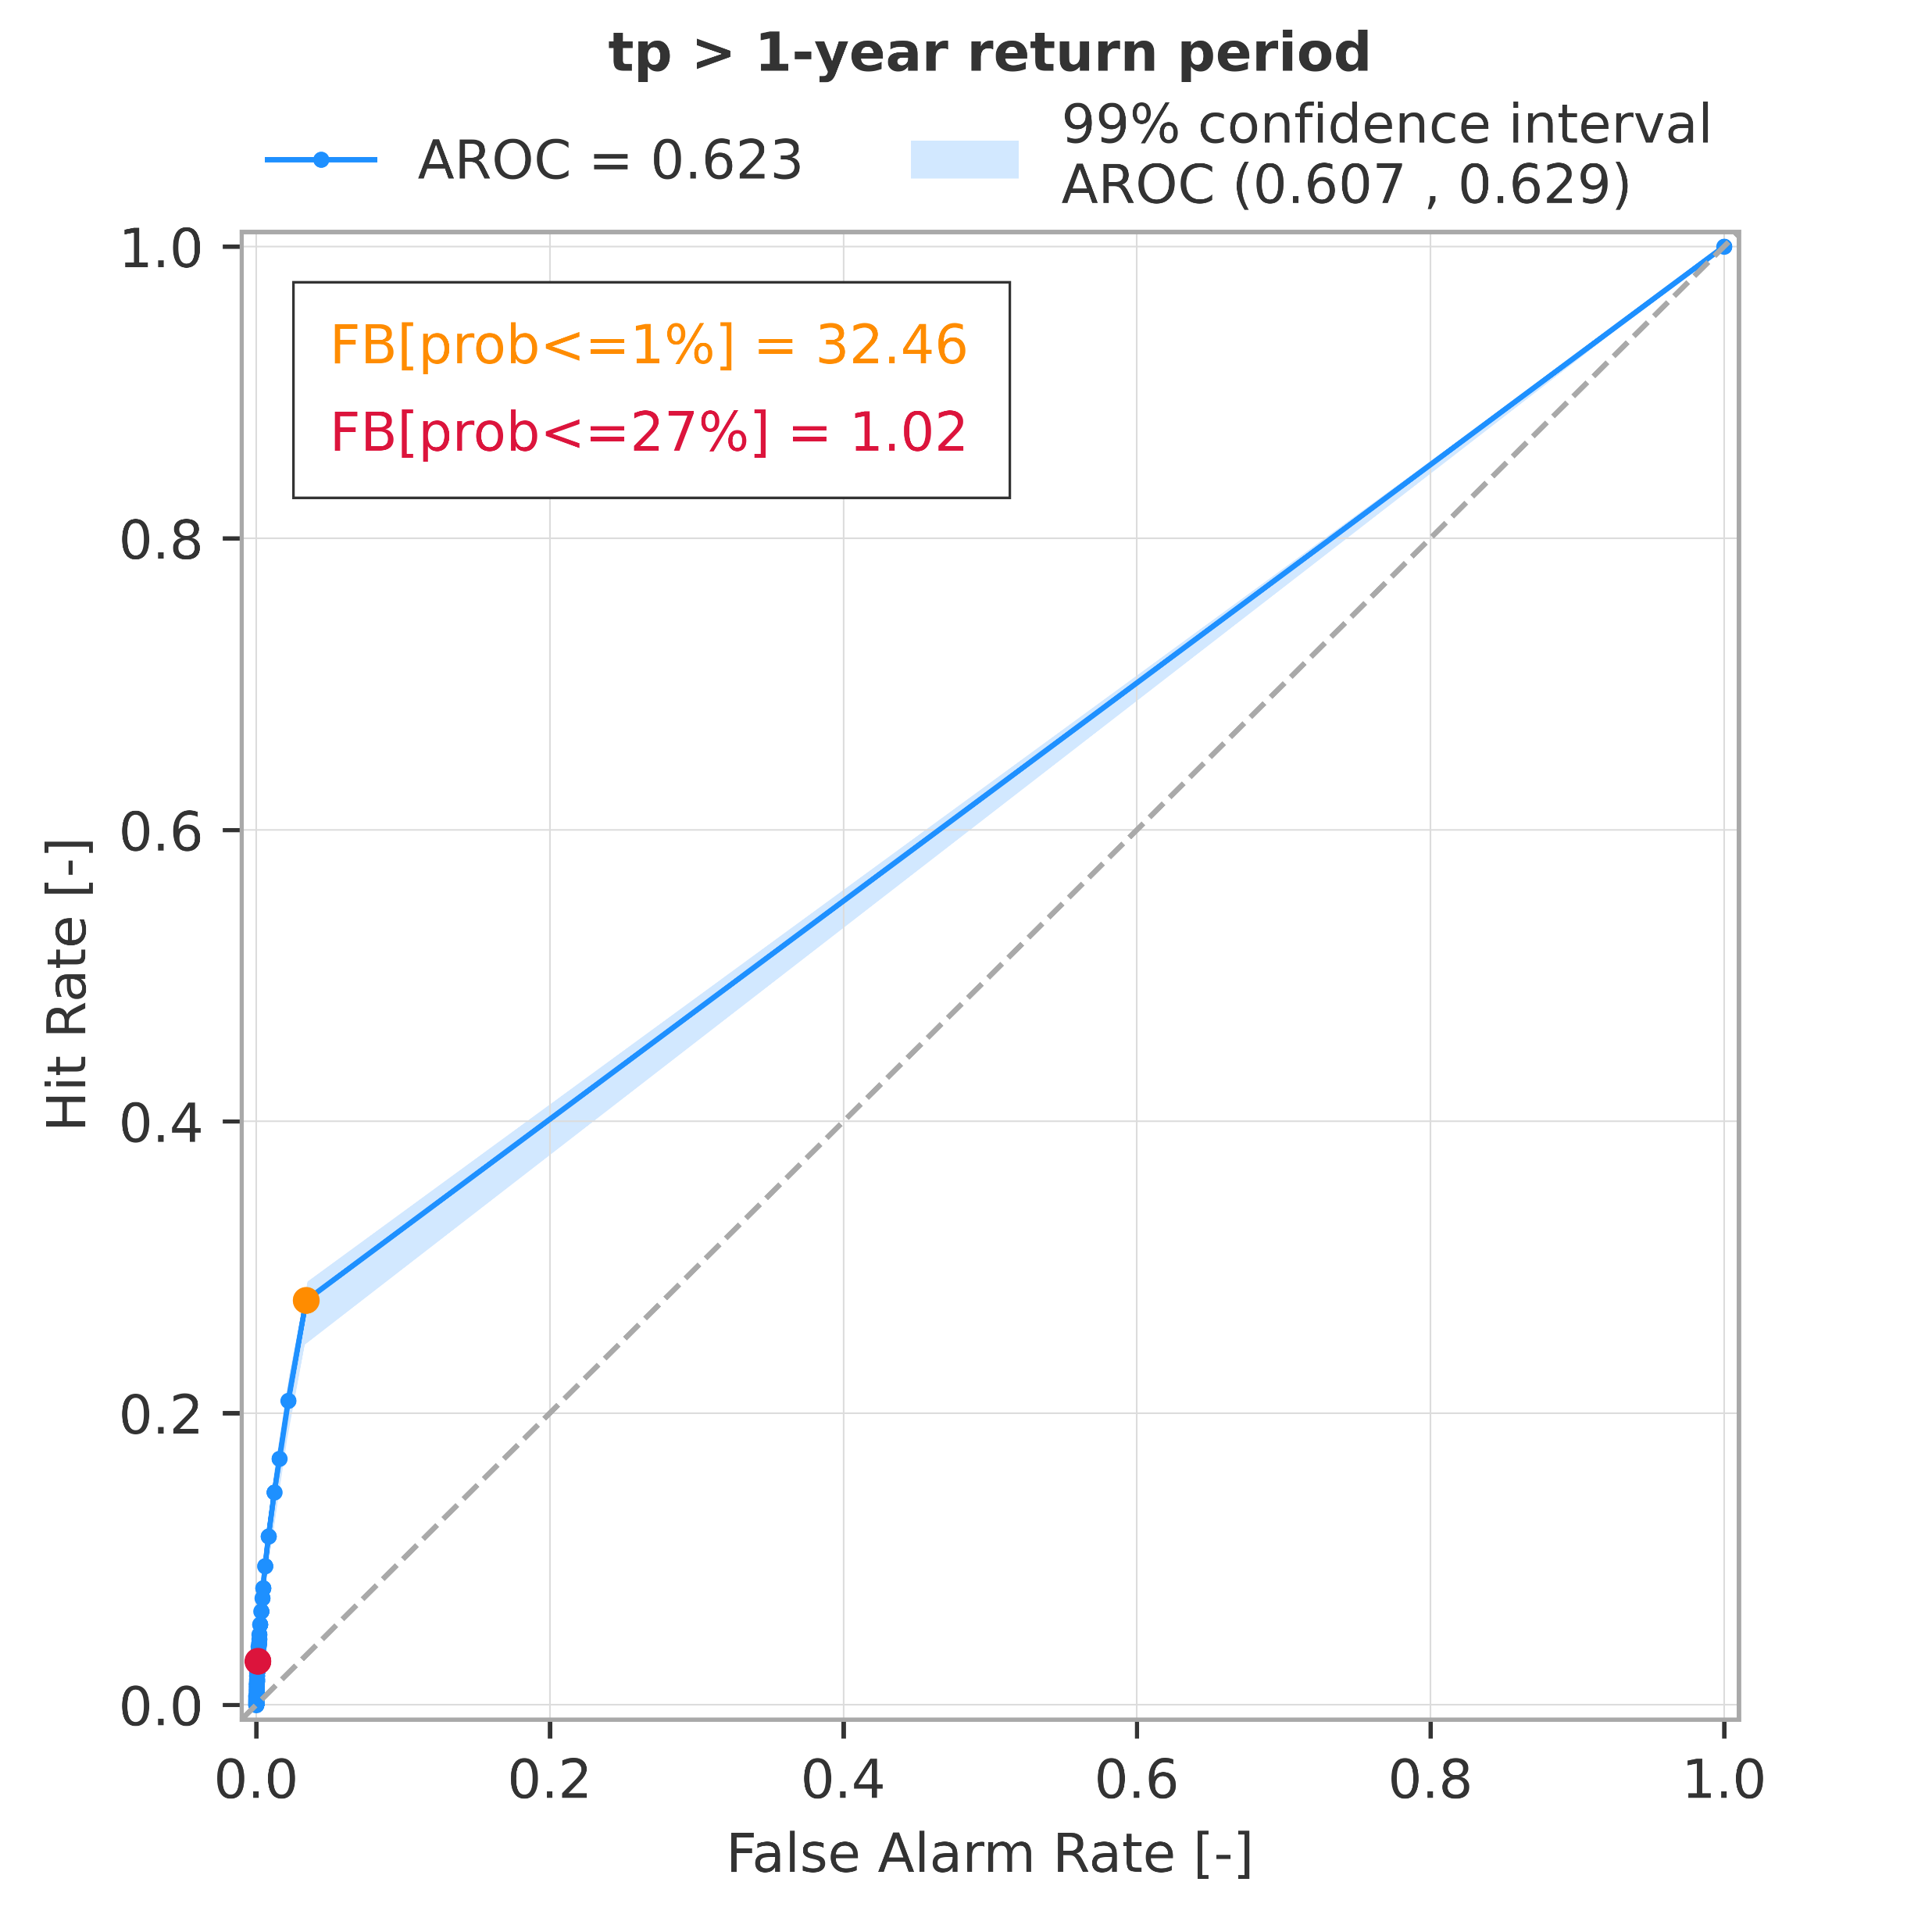 tp > 1-year return period
AROC = 0.623
99% confidence interval
AROC (0.607 , 0.629)
FB[prob<=1%] = 32.46
FB[prob<=27%] = 1.02
Hit Rate [-]
1.0
0.8
0.6
0.4
0.2
0.0
0.0 0.2 0.4 0.6 0.8 1.0
False Alarm Rate [-]